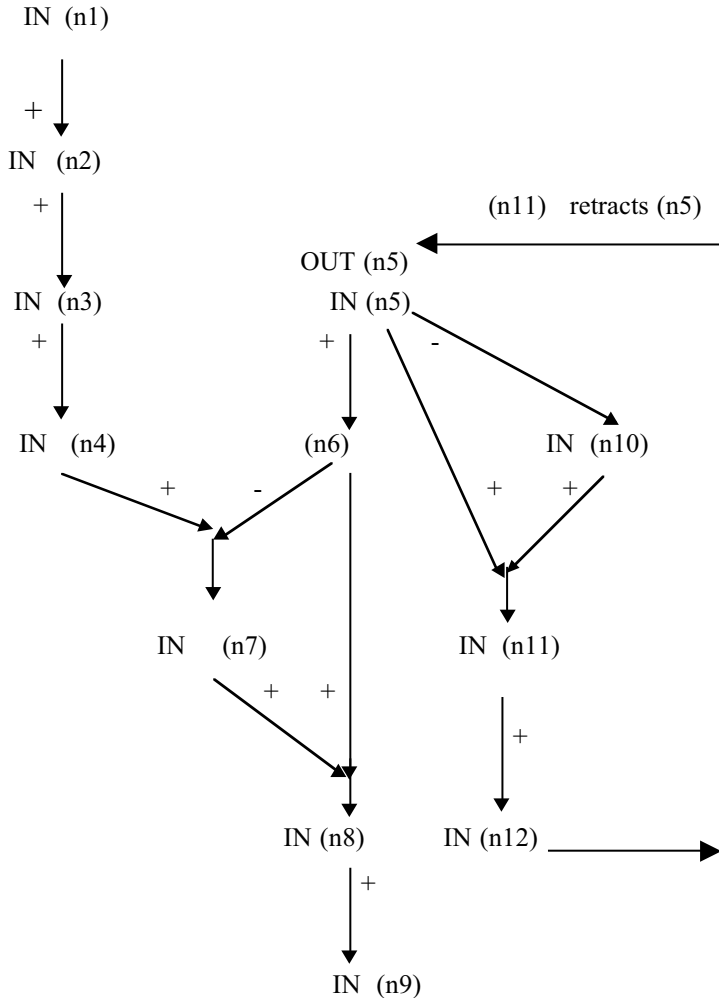 IN (n1)
+
IN (n2)
+
(n11) retracts (n5)
OUT (n5)
IN (n3) IN (n5)
+ + -
IN (n4) (n6) IN (n10)
+ - + +
IN (n7) IN (n11)
+ +
+
IN (n8) IN (n12)
+
IN (n9)